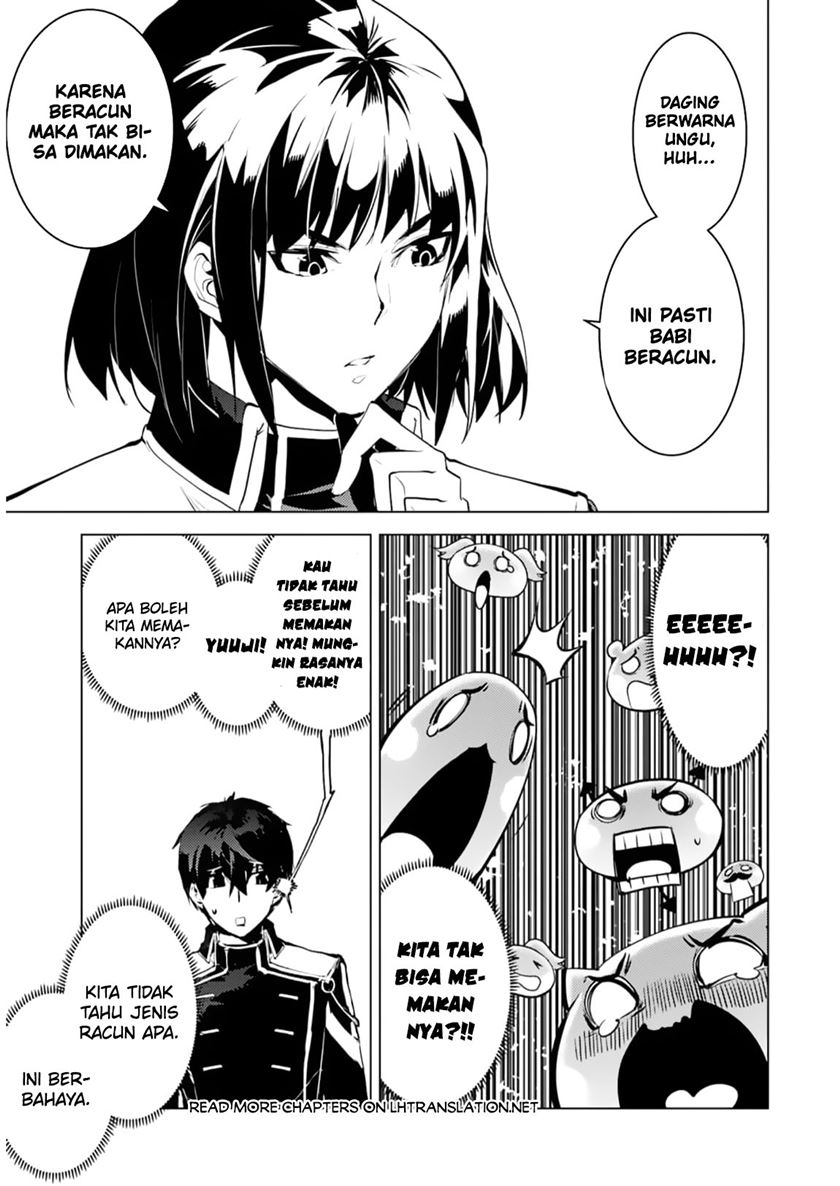 DAGING
BERWARNA
UNGU,
HUH...
INI PASTI
BABI
BERACUN.
KARENA
BERACUN
MAKA TAK BI-
SA DIMAKAN.
EEEEE-
HHHH?!
KITA TAK
BISA ME-
MAKAN
NYA?!!
KAU
TIDAK TAHU
SEBELUM
MEMAKAN
NYA! MUNG-
KIN RASANYA
ENAK!
YUUJI!
APA BOLEH
KITA MEMA-
KANNYA?
KITA TIDAK
TAHU JENIS
RACUN APA.
INI BER-
BAHAYA.
READ MORE CHAPTERS ON LHTRANSLATION.NET